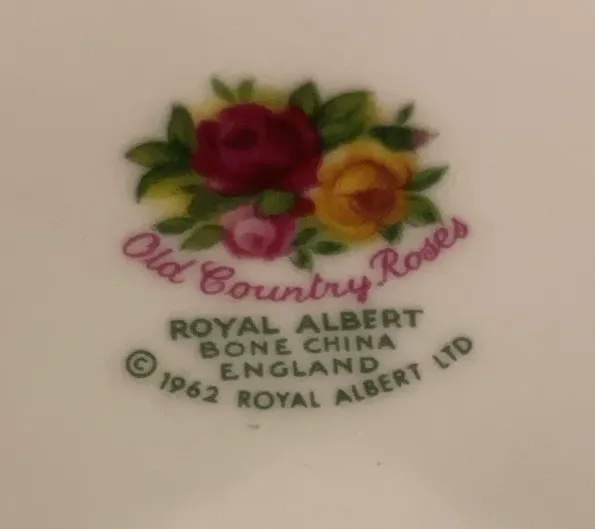 Old Country Roses
ROYAL ALBERT
BONE CHINA
ENGLAND
© 1962 ROYAL ALBERT LTD